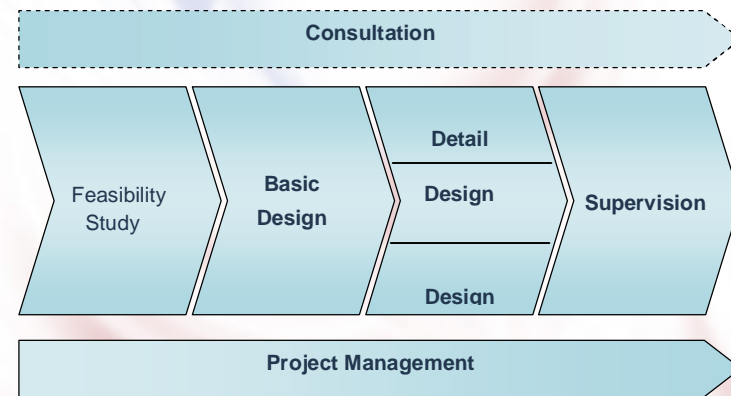 Consultation
Feasibility
Study
Basic
Design
Detail
Design
Design
Supervision
Project Management